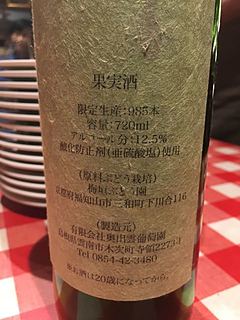 果実酒
限定生産:985本
容量:720ml
アルコール分:12.5%
酸化防止剤(亜硫酸塩)使用
(原料ぶどう栽培)
梅垣ぶどう園
京都府福知山市三和町下川合116
(製造元)
有限会社奥出雲葡萄園
島根県雲南市木次町寺領2273-1
Tel 0854-42-3480
お酒は20歳になってから。